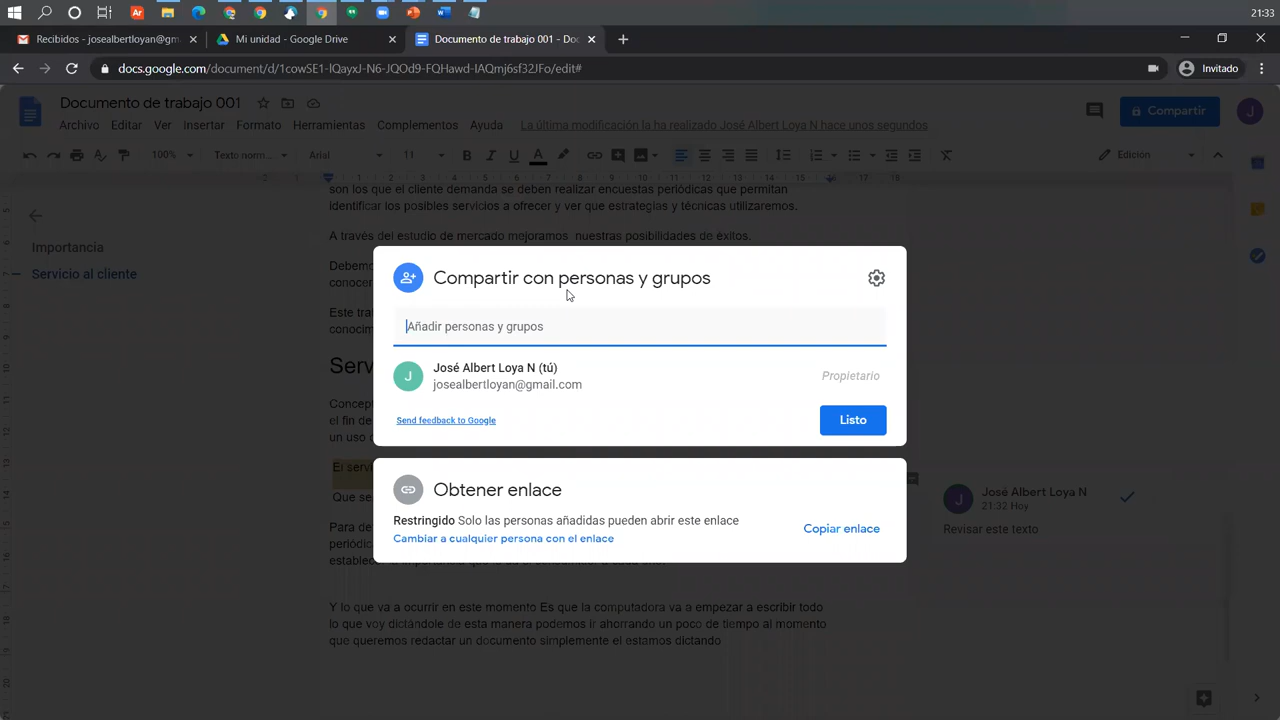 21:33
Recibidos - josealbertloyan@gm
Mi unidad - Google Drive
Documento de trabajo 001 - Doc
docs.google.com/document/d/1cowSE1-IQayxJ-N6-JQOd9-FQHawd-IAQmj6sf32JFo/edit#
Invitado
Documento de trabajo 001
Compartir
J
Archivo Editar Ver Insertar Formato Herramientas Complementos Ayuda La última modificación la ha realizado José Albert Loya N hace unos segundos
100% Texto norm... Arial 11 B I U A Edición
son los que el cliente demanda se deben realizar encuestas periódicas que permitan
identificar los posibles servicios a ofrecer y ver que estrategias y técnicas utilizaremos.
A través del estudio de mercado mejoramos nuestras posibilidades de éxitos.
Importancia
Servicio al cliente
Compartir con personas y grupos
Añadir personas y grupos
J
José Albert Loya N (tú)
josealbertloyan@gmail.com
Propietario
Send feedback to Google
Listo
Obtener enlace
Restringido Solo las personas añadidas pueden abrir este enlace
Cambiar a cualquier persona con el enlace
Copiar enlace
J
José Albert Loya N
21:32 Hoy
Revisar este texto
Y lo que va a ocurrir en este momento Es que la computadora va a empezar a escribir todo
lo que voy dictándole de esta manera podemos ir ahorrando un poco de tiempo al momento
que queremos redactar un documento simplemente el estamos dictando